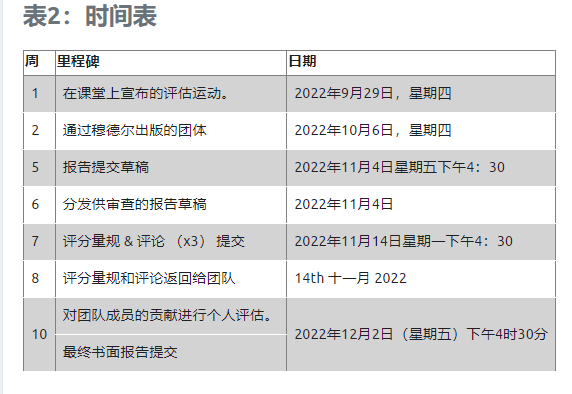 表2：时间表
周 里程碑 日期
1 在课堂上宣布的评估运动。 2022年9月29日，星期四
2 通过穆德尔出版的团体 2022年10月6日，星期四
5 报告提交草稿 2022年11月4日星期五下午4：30
6 分发供审查的报告草稿 2022年11月4日
7 评分量规 & 评论 （x3） 提交 2022年11月14日星期一下午4：30
8 评分量规和评论返回给团队 14th 十一月 2022
10 对团队成员的贡献进行个人评估。 2022年12月2日（星期五）下午4时30分
最终书面报告提交